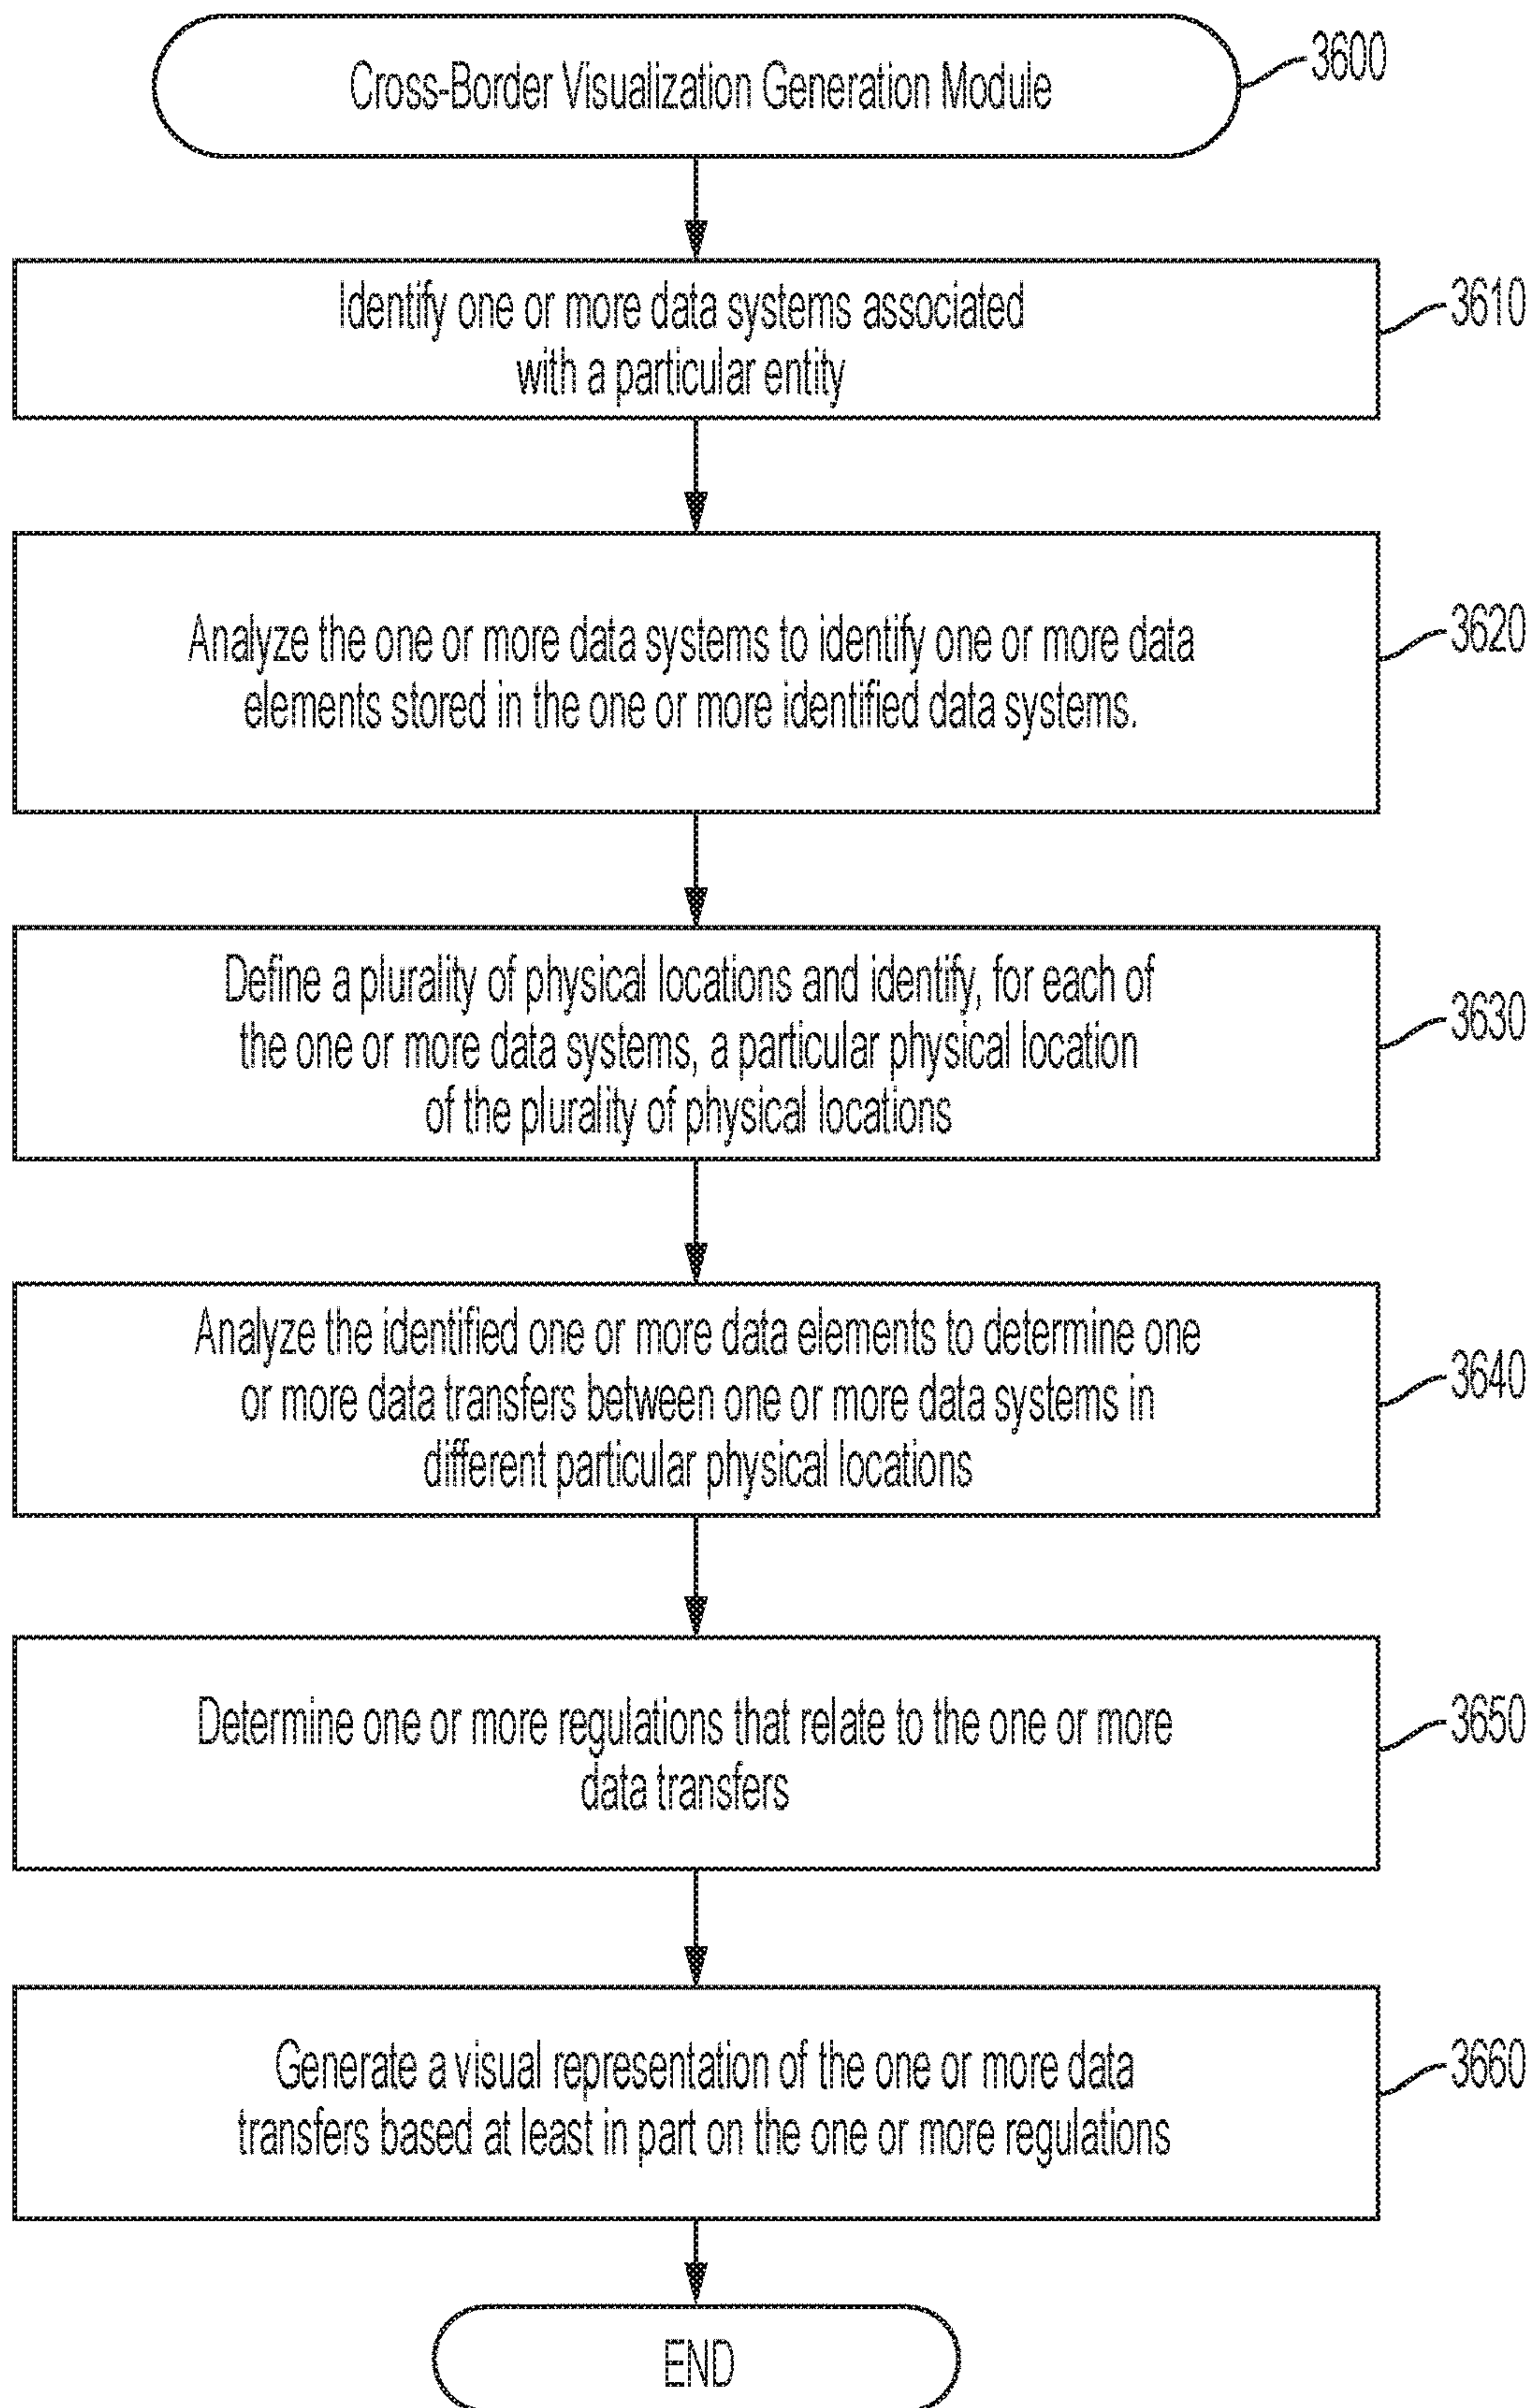 Cross-Border Visualization Generation Module
3600
Identify one or more data systems associated
with a particular entity
3610
Analyze the one or more data systems to identify one or more data
elements stored in the one or more identified data systems.
3620
Define a plurality of physical locations and identify, for each of
the one or more data systems, a particular physical location
of the plurality of physical locations
3630
Analyze the identified one or more data elements to determine one
or more data transfers between one or more data systems in
different particular physical locations
3640
Determine one or more regulations that relate to the one or more
data transfers
3650
Generate a visual representation of the one or more data
transfers based at least in part on the one or more regulations
3660
END